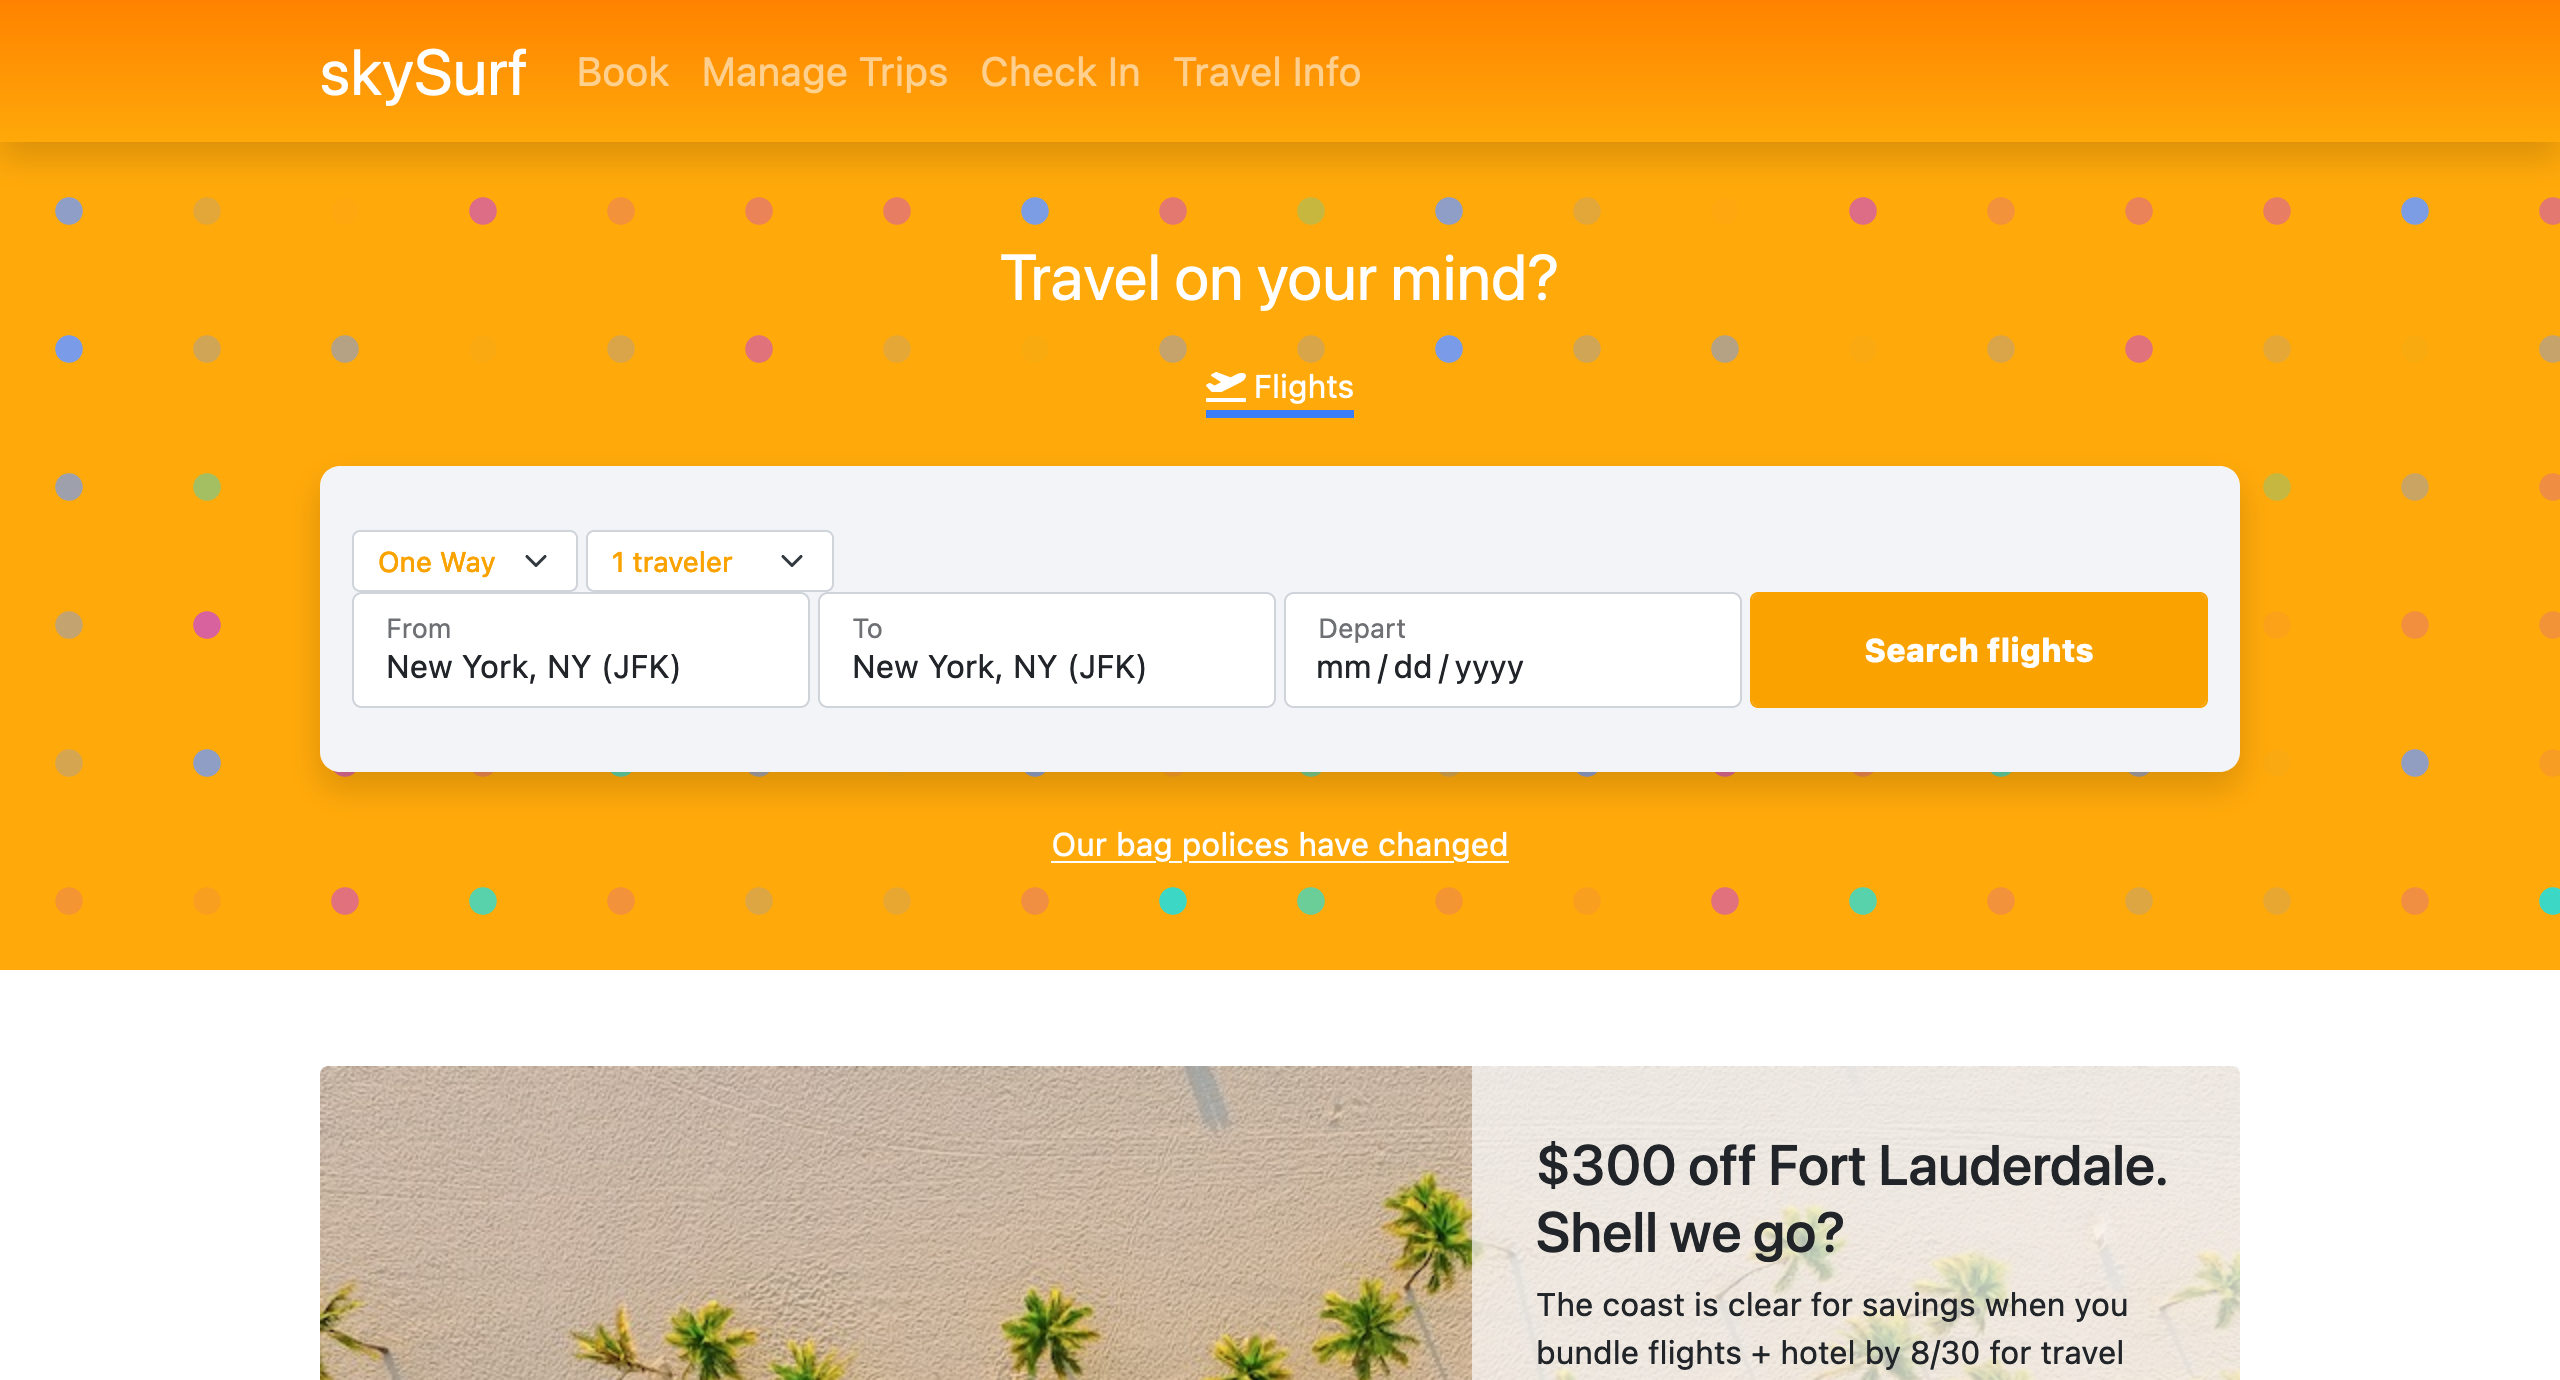 skySurf Book Manage Trips Check In Travel Info
Travel on your mind?
Flights
One Way 1 traveler
From To Depart
New York, NY (JFK) New York, NY (JFK) mm/dd/yyyy
Search flights
Our bag polices have changed
$300 off Fort Lauderdale.
Shell we go?
The coast is clear for savings when you
bundle flights + hotel by 8/30 for travel